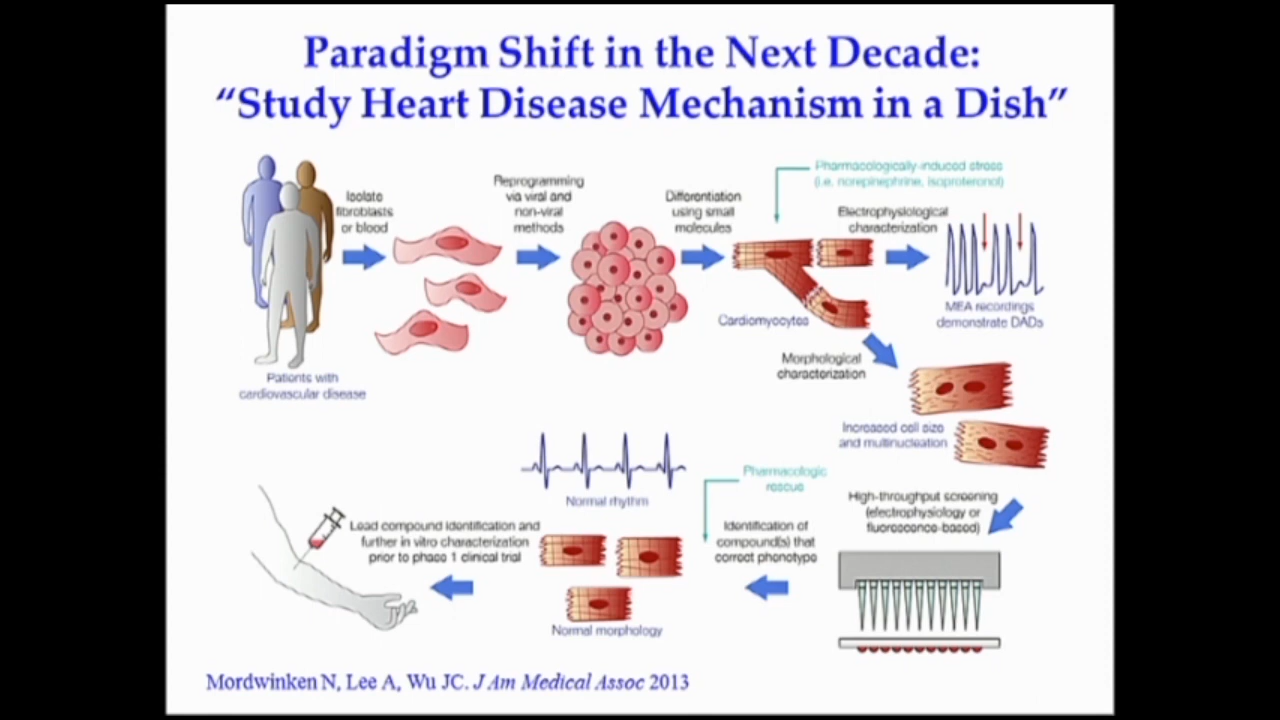 Paradigm Shift in the Next Decade:
“Study Heart Disease Mechanism in a Dish”
Pharmacologically-induced stress
(i.e. norepinephrine, isoproteronol)
Isolate
fibroblasts
or blood
Reprogramming
via viral and
non-viral
methods
Differentiation
using small
molecules
Electrophysiological
characterization
Cardiomyocytes
MEA recordings
demonstrate DADs
Patients with
cardiovascular disease
Morphological
characterization
Increased cell size
and multinucleation
Normal rhythm
Pharmacologic
rescue
High-throughput screening
(electrophysiology or
fluorescence-based)
Lead compound identification and
further in vitro characterization
prior to phase 1 clinical trial
Identification of
compound(s) that
correct phenotype
Normal morphology
Mordwinken N, Lee A, Wu JC. J Am Medical Assoc 2013